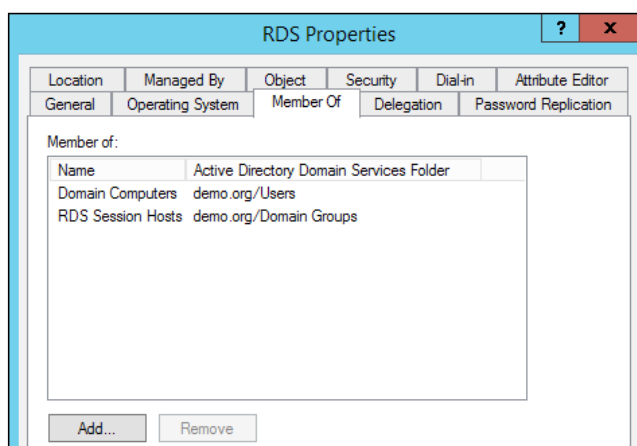 RDS Properties
?
x
Location Managed By Object Security Dial-in Attribute Editor
General Operating System Member Of Delegation Password Replication
Member of:
Name Active Directory Domain Services Folder
Domain Computers demo.org/Users
RDS Session Hosts demo.org/Domain Groups
Add... Remove